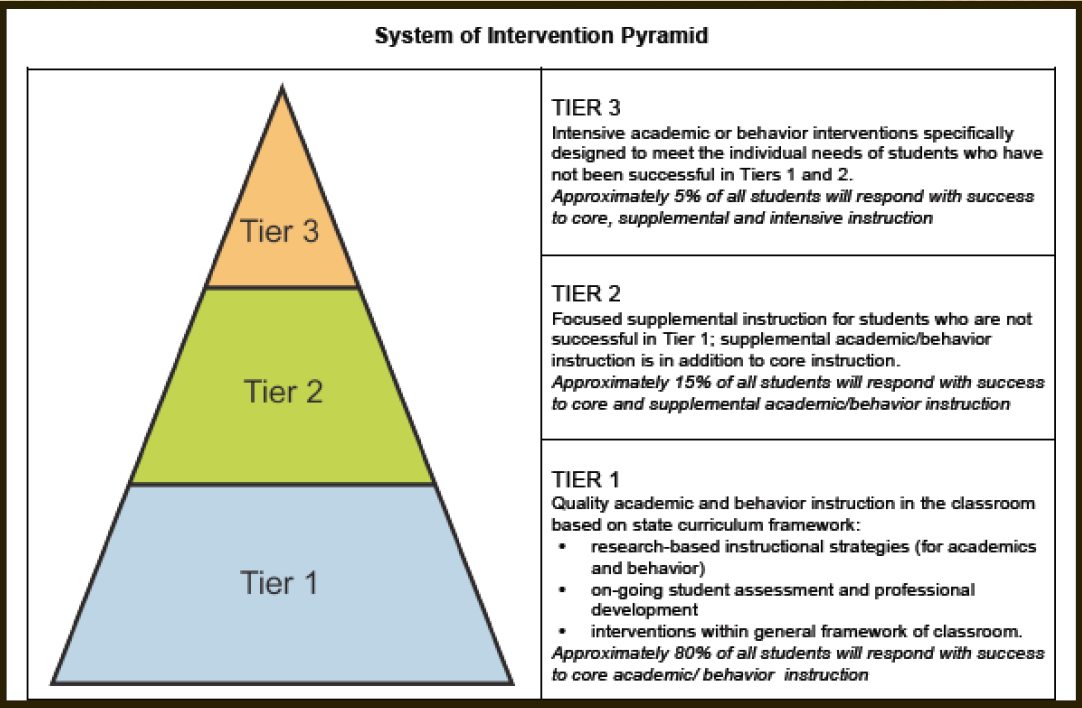 System of Intervention Pyramid
Tier 3
Tier 2
Tier 1
TIER 3
Intensive academic or behavior interventions specifically
designed to meet the individual needs of students who have
not been successful in Tiers 1 and 2.
Approximately 5% of all students will respond with success
to core, supplemental and intensive instruction
TIER 2
Focused supplemental instruction for students who are not
successful in Tier 1; supplemental academic/behavior
instruction is in addition to core instruction.
Approximately 15% of all students will respond with success
to core and supplemental academic/behavior instruction
TIER 1
Quality academic and behavior instruction in the classroom
based on state curriculum framework:
• research-based instructional strategies (for academics
and behavior)
• on-going student assessment and professional
development
• interventions within general framework of classroom.
Approximately 80% of all students will respond with success
to core academic/ behavior instruction